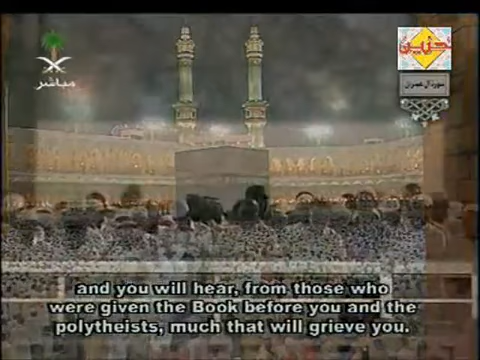 مباشر
سورة آل عمران
and you will hear, from those who
were given the Book before you and the
polytheists, much that will grieve you.